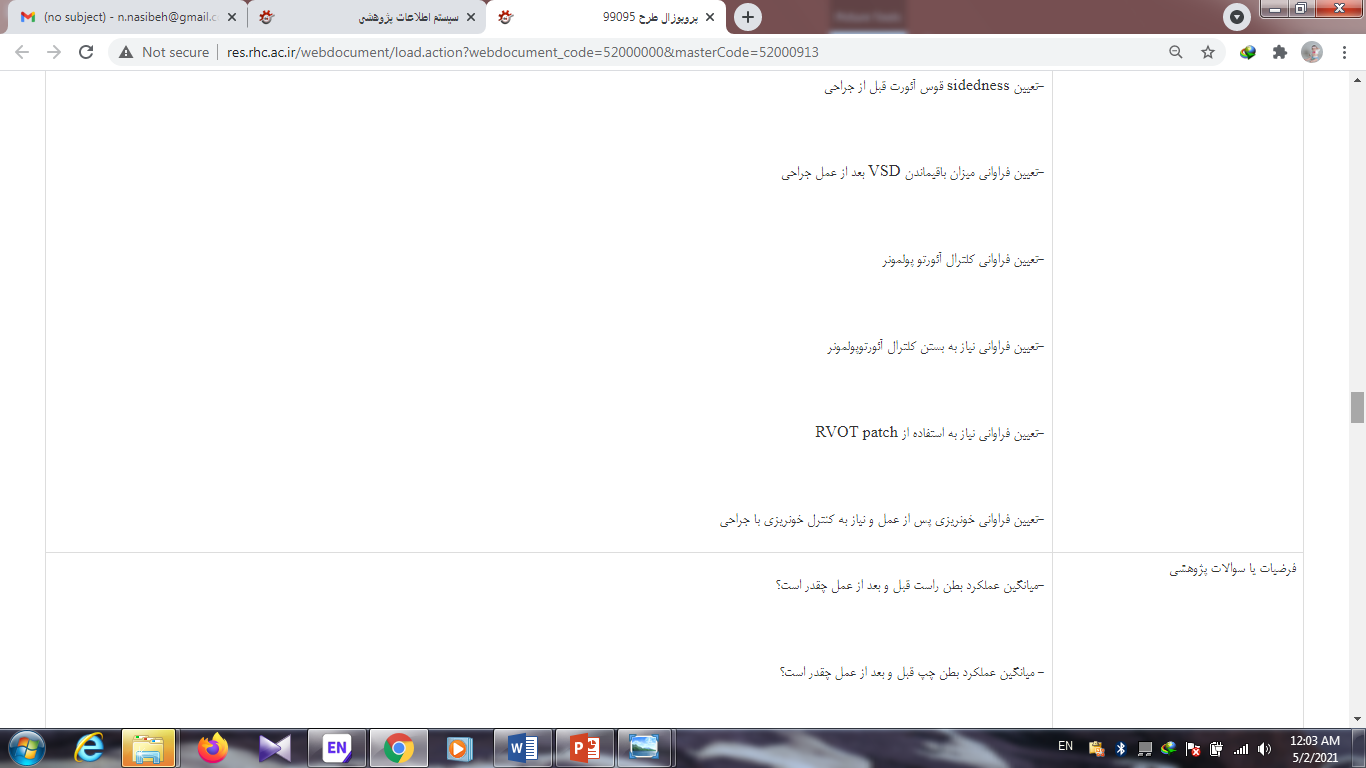 (no subject) - n.nasibeh@gmail.c
سیستم اطلاعات پژوهشی
پروپوزال طرح 99095
Not secure
res.rhc.ac.ir/webdocument/load.action?webdocument_code=52000000&masterCode=52000913
-تعیین sidedness قوس آئورت قبل از جراحی
-تعیین فراوانی میزان باقیماندن VSD بعد از عمل جراحی
-تعیین فراوانی کلترال آئورتو پولمونر
-تعیین فراوانی نیاز به بستن کلترال آئورتوپولمونر
-تعیین فراوانی نیاز به استفاده از RVOT patch
-تعیین فراوانی خونریزی پس از عمل و نیاز به کنترل خونریزی با جراحی
فرضیات یا سوالات پژوهشی
-میانگین عملکرد بطن راست قبل و بعد از عمل چقدر است؟
- میانگین عملکرد بطن چپ قبل و بعد از عمل چقدر است؟
EN
EN
12:03 AM
5/2/2021